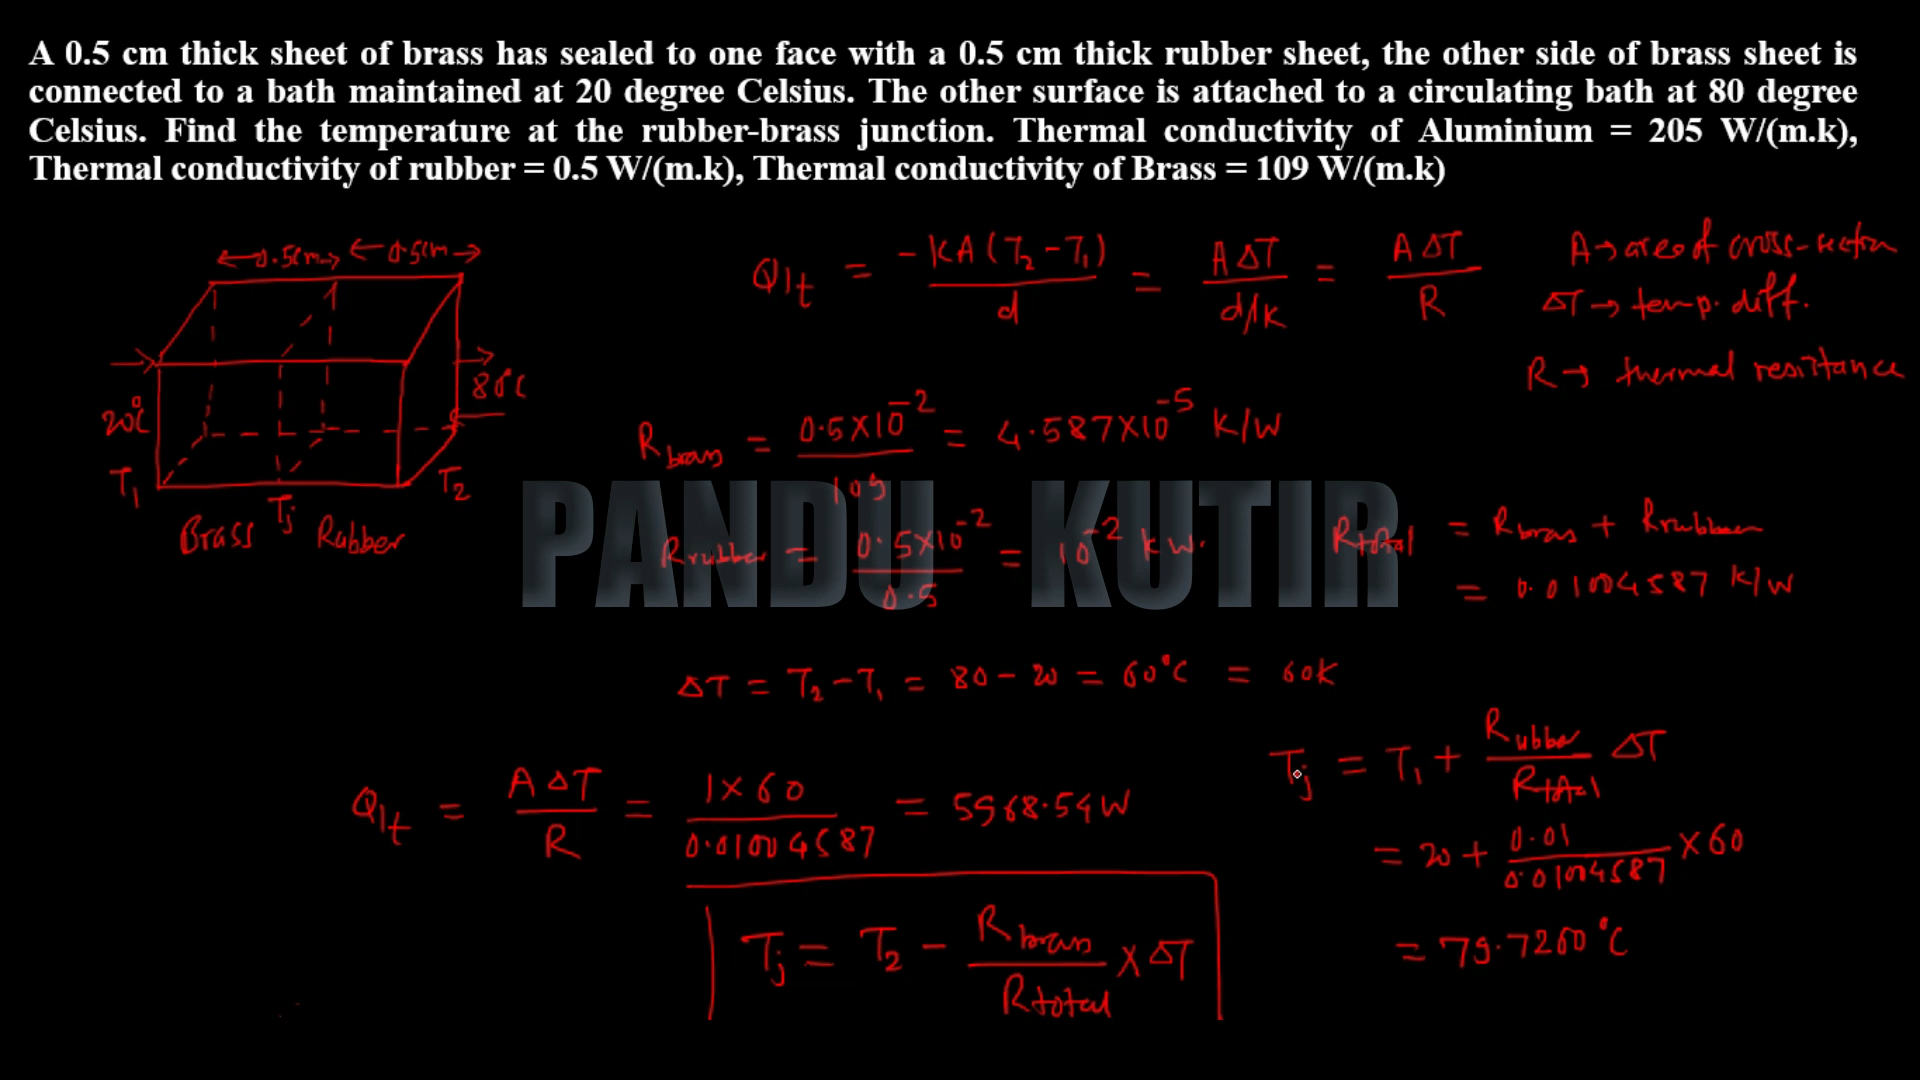 A 0.5 cm thick sheet of brass has sealed to one face with a 0.5 cm thick rubber sheet, the other side of brass sheet is
connected to a bath maintained at 20 degree Celsius. The other surface is attached to a circulating bath at 80 degree
Celsius. Find the temperature at the rubber-brass junction. Thermal conductivity of Aluminium = 205 W/(m.k),
Thermal conductivity of rubber = 0.5 W/(m.k), Thermal conductivity of Brass = 109 W/(m.k)
0.5cm 0.5cm
20°C
80°C
T1
T2
Tj
Brass Rubber
Q/t = -KA(T2-T1)/d = AΔT/d/K = AΔT/R
A → area of cross-section
ΔT → temp. diff.
R → thermal resistance
Rbrass = 0.5×10^-2/109 = 4.587×10^-5 K/W
PANDU KUTIR
Rrubber = 0.5×10^-2/0.5 = 10^-2 K W.
Rtotal = Rbrass + Rrubber
= 0.01004587 K/W
ΔT = T2-T1 = 80-20 = 60°C = 60K
Q/t = AΔT/R = 1×60/0.01004587 = 5968.54W
Tj = T1 + Rubber/Rtotal ΔT
= 20 + 0.01/0.01004587 ×60
= 79.7260°C
Tj = T2 - Rbrass/Rtotal × ΔT